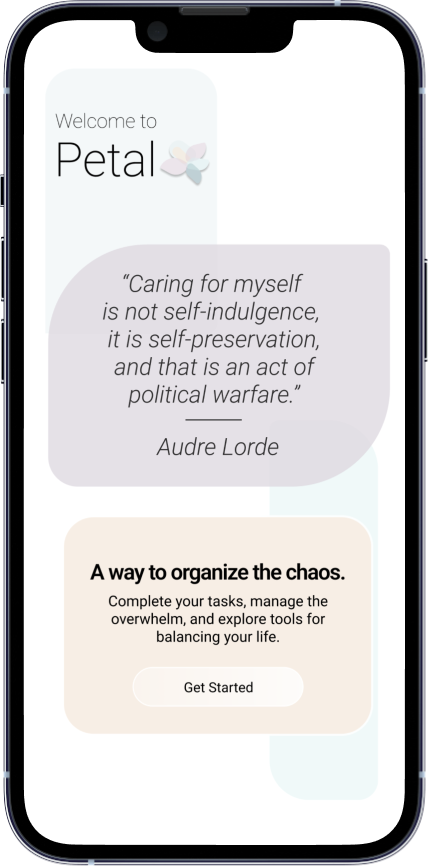 Welcome to
Petal
“Caring for myself
is not self-indulgence,
it is self-preservation,
and that is an act of
political warfare.”
Audre Lorde
A way to organize the chaos.
Complete your tasks, manage the
overwhelm, and explore tools for
balancing your life.
Get Started